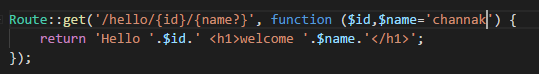 Route::get('/hello/{id}/{name?}', function ($id,$name='channak') {
    return 'Hello '.$id.' <h1>welcome '.$name.'</h1>';
});